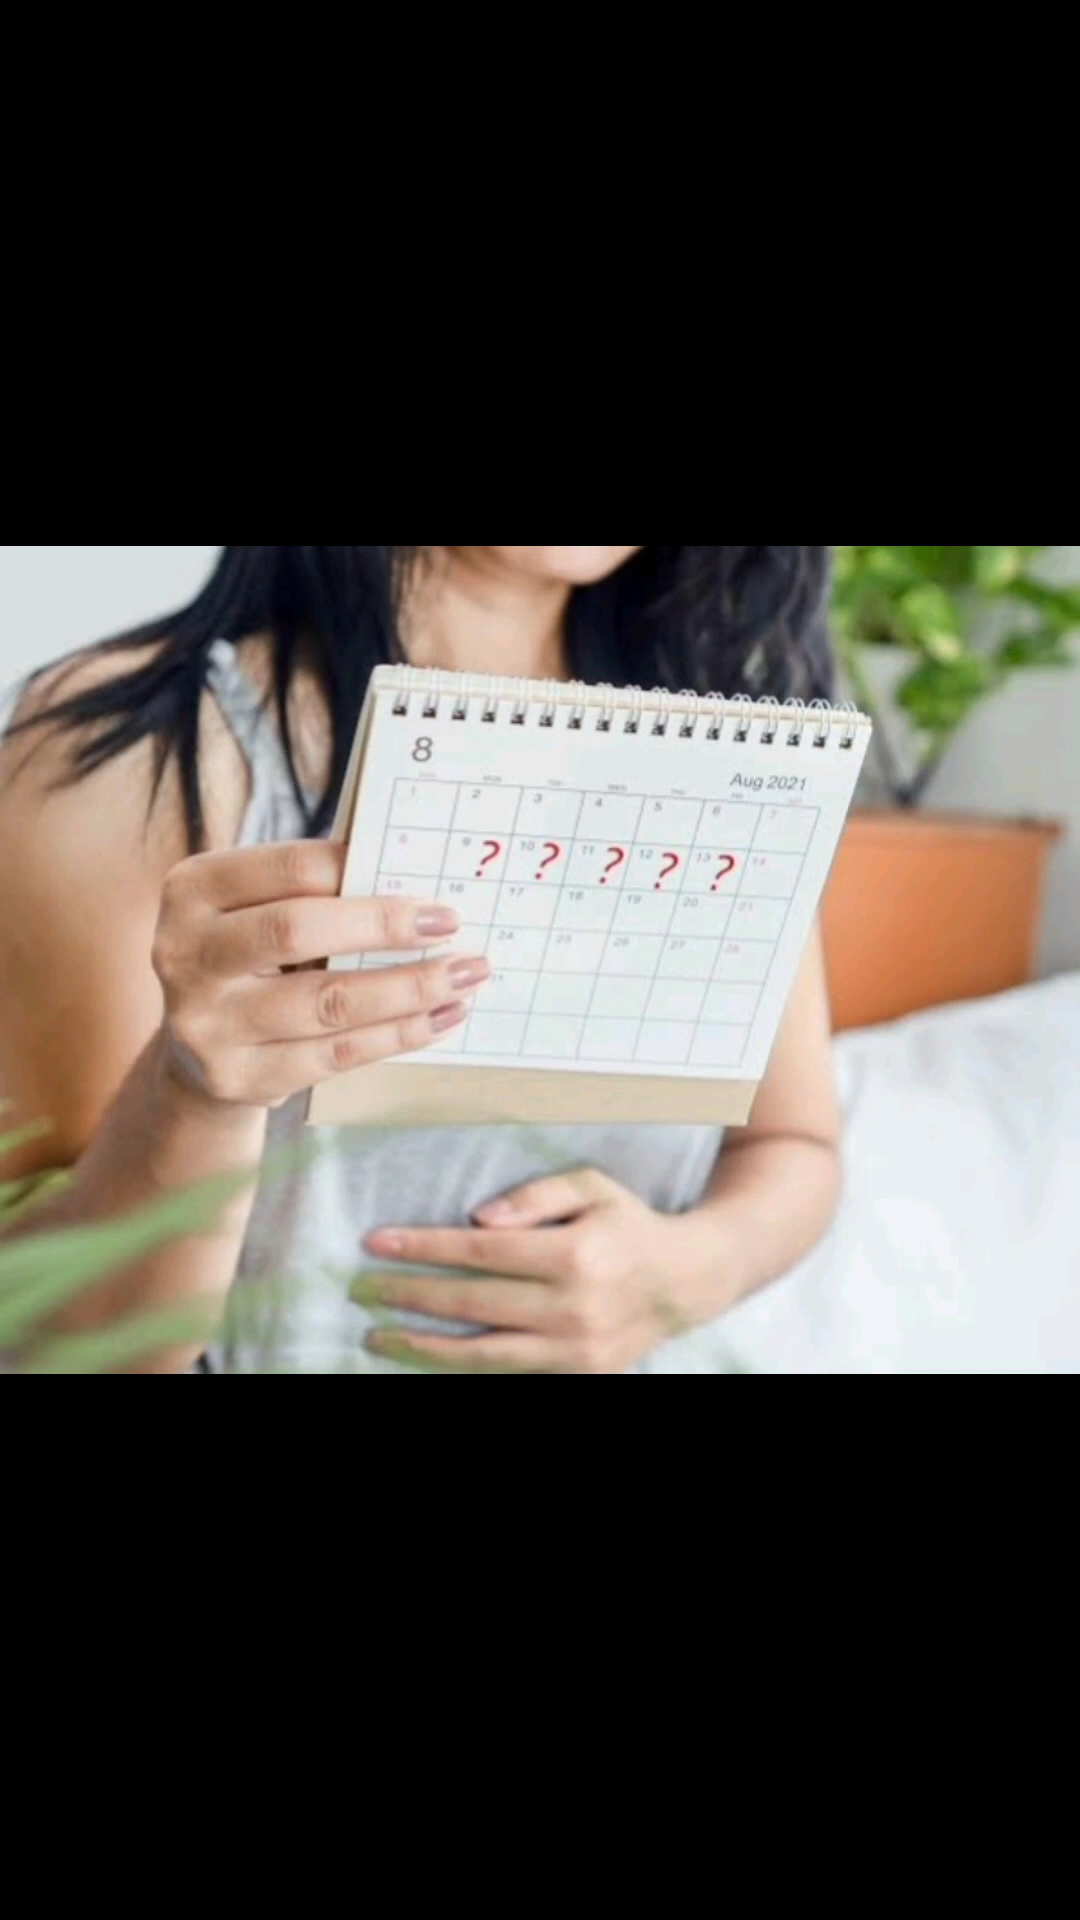 8
Aug 2021
1 2 3 4 5 6 7
8 9 ? 10 ? 11 ? 12 ? 13 ? 14
15 16 17 18 19 20 21
24 25 26 27 28